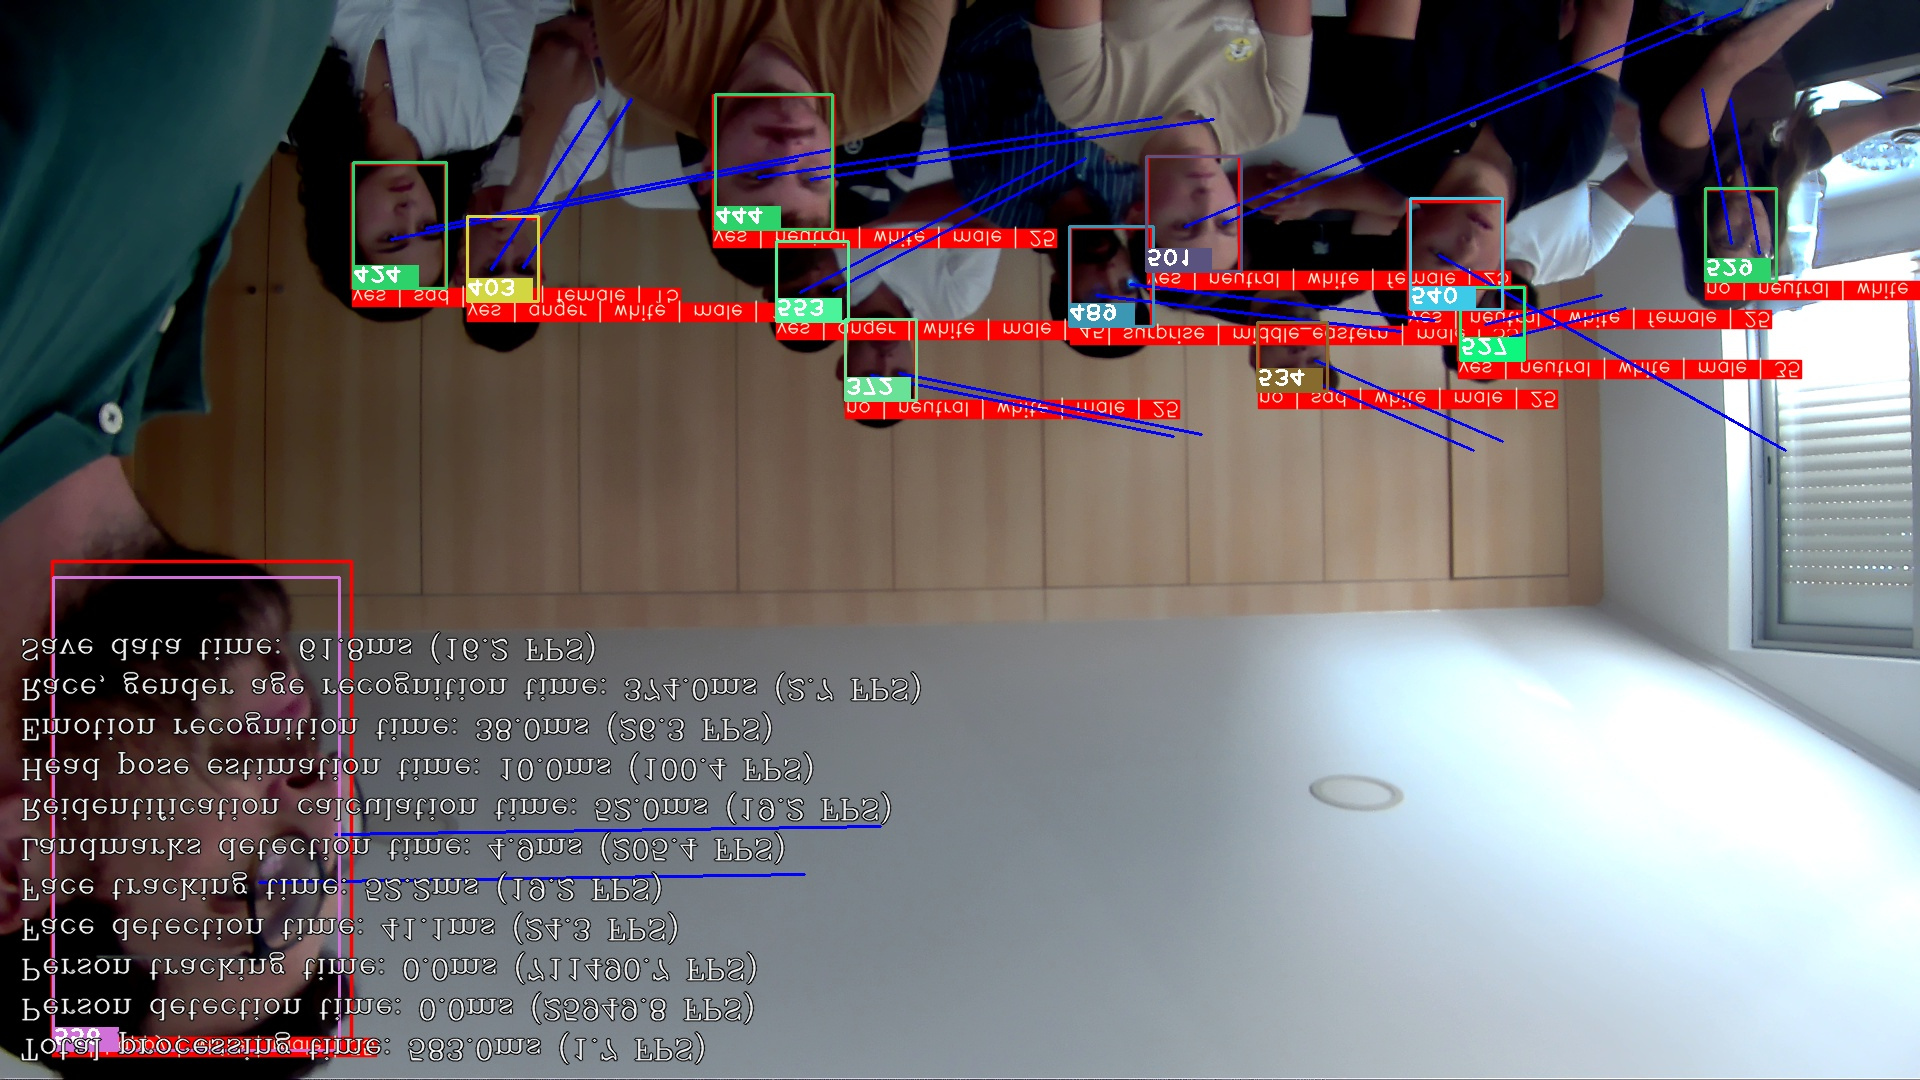 Total processing time: 583.0ms (1.7 FPS)
Person detection time: 0.0ms (25949.8 FPS)
Person tracking time: 0.0ms (711490.7 FPS)
Face detection time: 41.1ms (24.3 FPS)
Face tracking time: 52.2ms (19.2 FPS)
Landmarks detection time: 4.9ms (205.4 FPS)
Reidentification calculation time: 52.0ms (19.2 FPS)
Head pose estimation time: 10.0ms (100.4 FPS)
Emotion recognition time: 38.0ms (26.3 FPS)
Race, gender age recognition time: 374.0ms (2.7 FPS)
Save data time: 61.8ms (16.2 FPS)
no | neutral | white | male | 25
372
no | sad | white | male | 25
534
yes | neutral | white | male | 35
527
surprise | middle_eastern | male
489
yes | anger | white | male |
553
yes | neutral | white | female | 25
540
yes | anger | white | male |
403
yes | sad | female | 15
424
no | neutral | white
529
yes | neutral | white | female
501
yes | neutral | white | male | 25
444